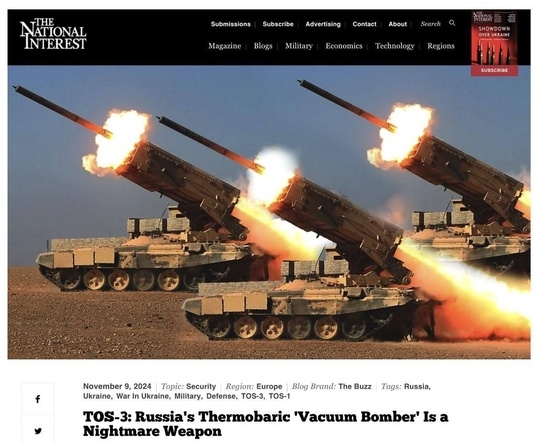 THE
NATIONAL
INTEREST
Submissions | Subscribe | Advertising | Contact | About | Search
Magazine | Blogs | Military | Economics | Technology | Regions
SHOWDOWN
OVER UKRAINE
SUBSCRIBE
November 9, 2024 | Topic: Security | Region: Europe | Blog Brand: The Buzz | Tags: Russia,
Ukraine, War In Ukraine, Military, Defense, TOS-3, TOS-1
TOS-3: Russia's Thermobaric 'Vacuum Bomber' Is a
Nightmare Weapon